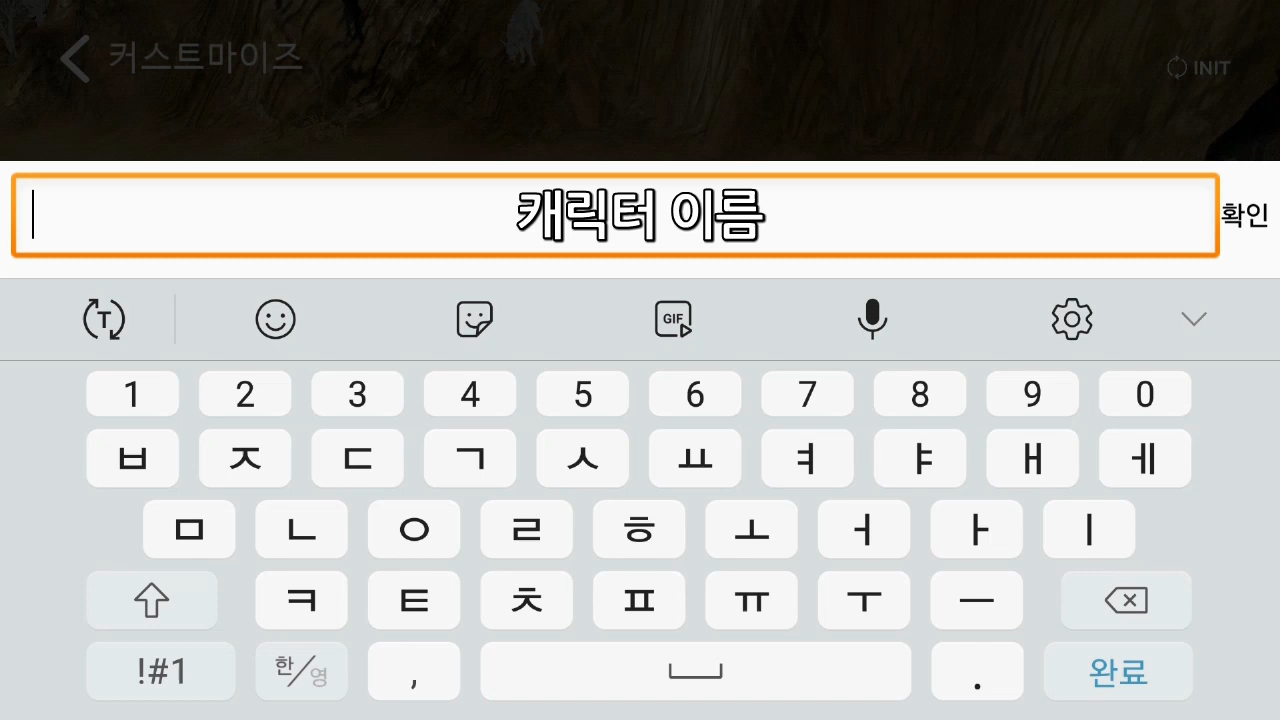 커스트마이즈
INIT
캐릭터 이름
확인
T
GIF
1 2 3 4 5 6 7 8 9 0
ㅂ ㅈ ㄷ ㄱ ㅅ ㅛ ㅕ ㅑ ㅐ ㅔ
ㅁ ㄴ ㅇ ㄹ ㅎ ㅗ ㅓ ㅏ ㅣ
ㅋ ㅌ ㅊ ㅍ ㅠ ㅜ ㅡ
!#1 한/영 , . 완료